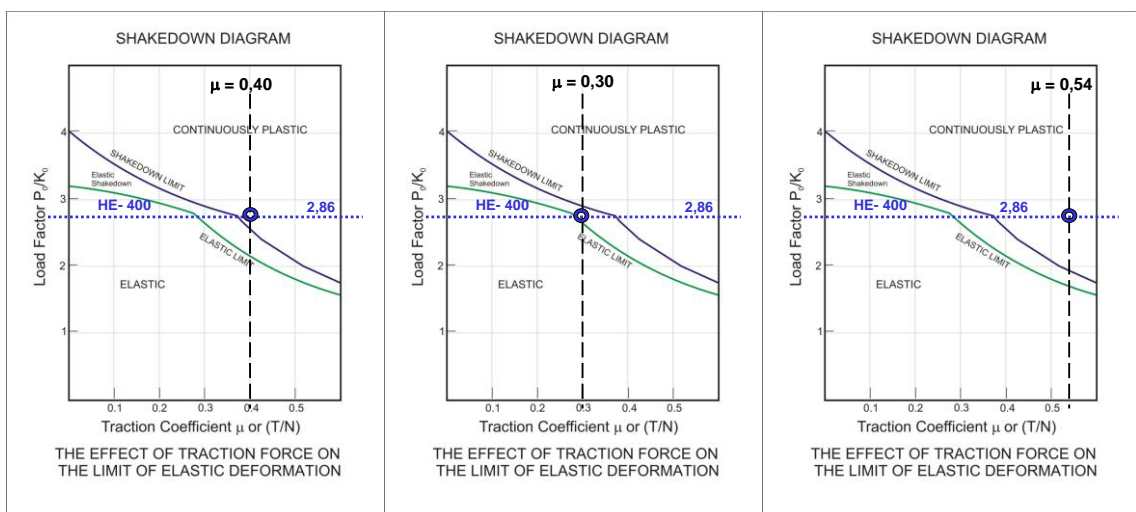 SHAKEDOWN DIAGRAM
μ = 0,40
CONTINUOUSLY PLASTIC
4
SHAKEDOWN LIMIT
Elastic
Shakedown
3
HE- 400
2,86
ELASTIC LIMIT
2
ELASTIC
1
Load Factor P₀/K₀
0.1 0.2 0.3 0.4 0.5
Traction Coefficient μ or (T/N)
THE EFFECT OF TRACTION FORCE ON
THE LIMIT OF ELASTIC DEFORMATION
SHAKEDOWN DIAGRAM
μ = 0,30
CONTINUOUSLY PLASTIC
4
SHAKEDOWN LIMIT
Elastic
Shakedown
3
HE- 400
2,86
ELASTIC LIMIT
2
ELASTIC
1
Load Factor P₀/K₀
0.1 0.2 0.3 0.4 0.5
Traction Coefficient μ or (T/N)
THE EFFECT OF TRACTION FORCE ON
THE LIMIT OF ELASTIC DEFORMATION
SHAKEDOWN DIAGRAM
μ = 0,54
CONTINUOUSLY PLASTIC
4
SHAKEDOWN LIMIT
Elastic
Shakedown
3
HE- 400
2,86
ELASTIC LIMIT
2
ELASTIC
1
Load Factor P₀/K₀
0.1 0.2 0.3 0.4 0.5
Traction Coefficient μ or (T/N)
THE EFFECT OF TRACTION FORCE ON
THE LIMIT OF ELASTIC DEFORMATION